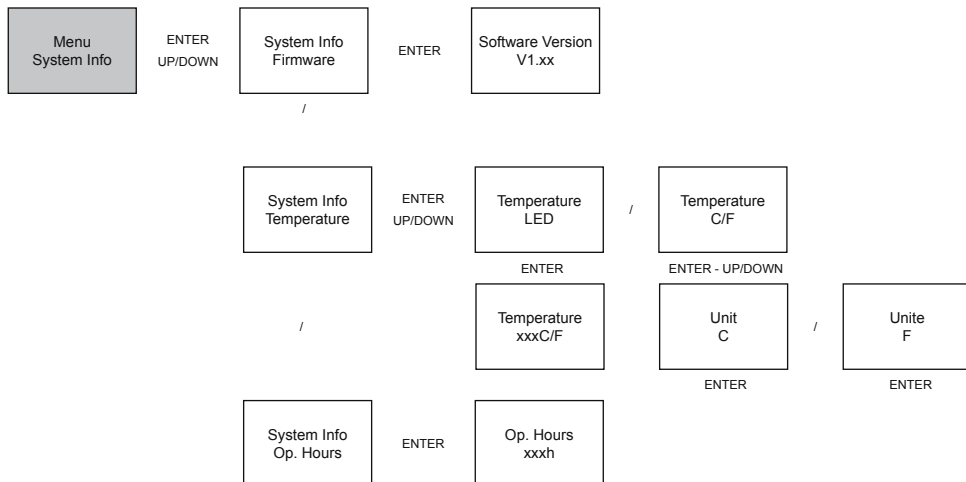 Menu
System Info
ENTER
UP/DOWN
System Info
Firmware
ENTER
Software Version
V1.xx
/
System Info
Temperature
ENTER
UP/DOWN
Temperature
LED
/
Temperature
C/F
ENTER
ENTER - UP/DOWN
/
Temperature
xxxC/F
Unit
C
/
Unite
F
ENTER
ENTER
System Info
Op. Hours
ENTER
Op. Hours
xxxh